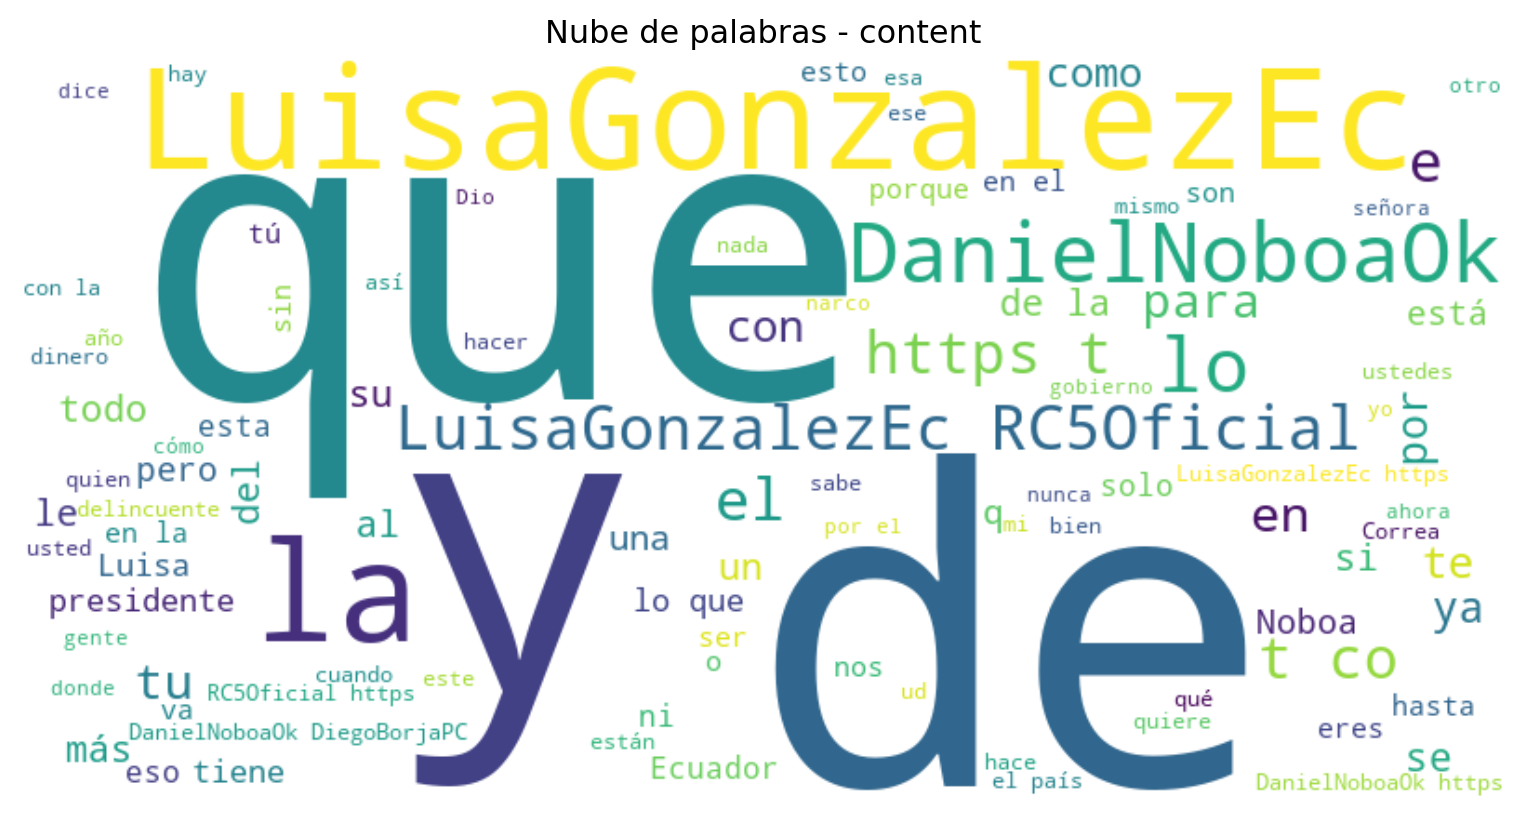 Nube de palabras - content
LuisaGonzalezEc
dice
hay
esto
esa
como
otro
ese
e
que
Dio
tú
porque
en el
mismo
son
señora
nada
DanielNoboaOk
con la
sin
así
narco
de la
para
está
año
dinero
hacer
con
https t
lo
gobierno
ustedes
todo
su
esta
cómo
LuisaGonzalezEc RC5Oficial
yo
por
quien
pero
del
le
delincuente
en la
usted
Luisa
al
y
el
sabe
de
q
mi
nunca
bien
solo
LuisaGonzalezEc https
en
ahora
Correa
si
te
presidente
la
una
por el
un
lo que
ya
Noboa
gente
ser
o
nos
t co
donde
tu
cuando
RC5Oficial https
este
va
ud
qué
quiere
hasta
eres
DanielNoboaOk DiegoBorjaPC
ni
están
más
eso
tiene
Ecuador
hace
el país
se
DanielNoboaOk https